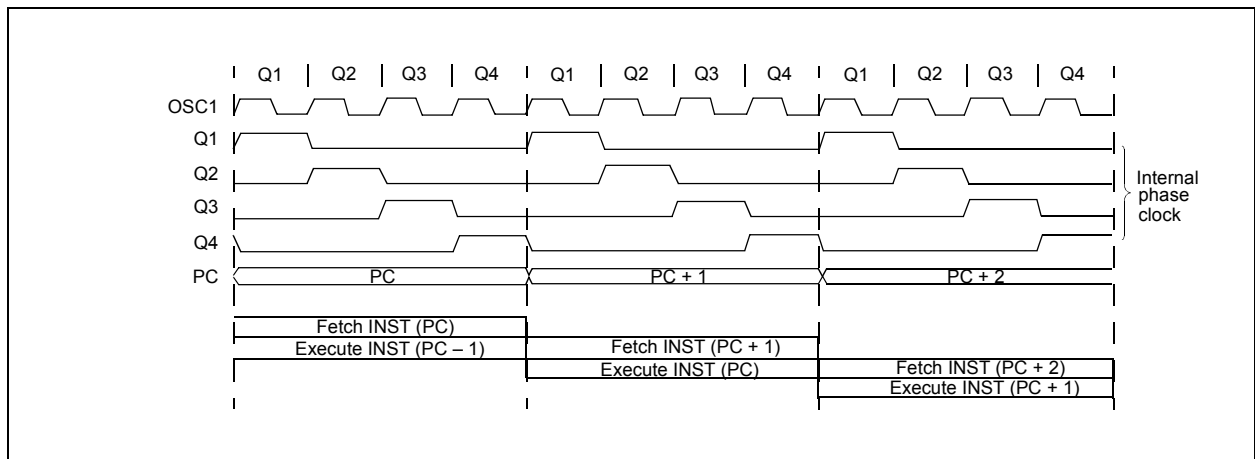 Q1 Q2 Q3 Q4 Q1 Q2 Q3 Q4 Q1 Q2 Q3 Q4
OSC1
Q1
Q2
Q3
Q4
Internal
phase
clock
PC PC PC + 1 PC + 2
Fetch INST (PC)
Execute INST (PC – 1) Fetch INST (PC + 1)
Execute INST (PC) Fetch INST (PC + 2)
Execute INST (PC + 1)